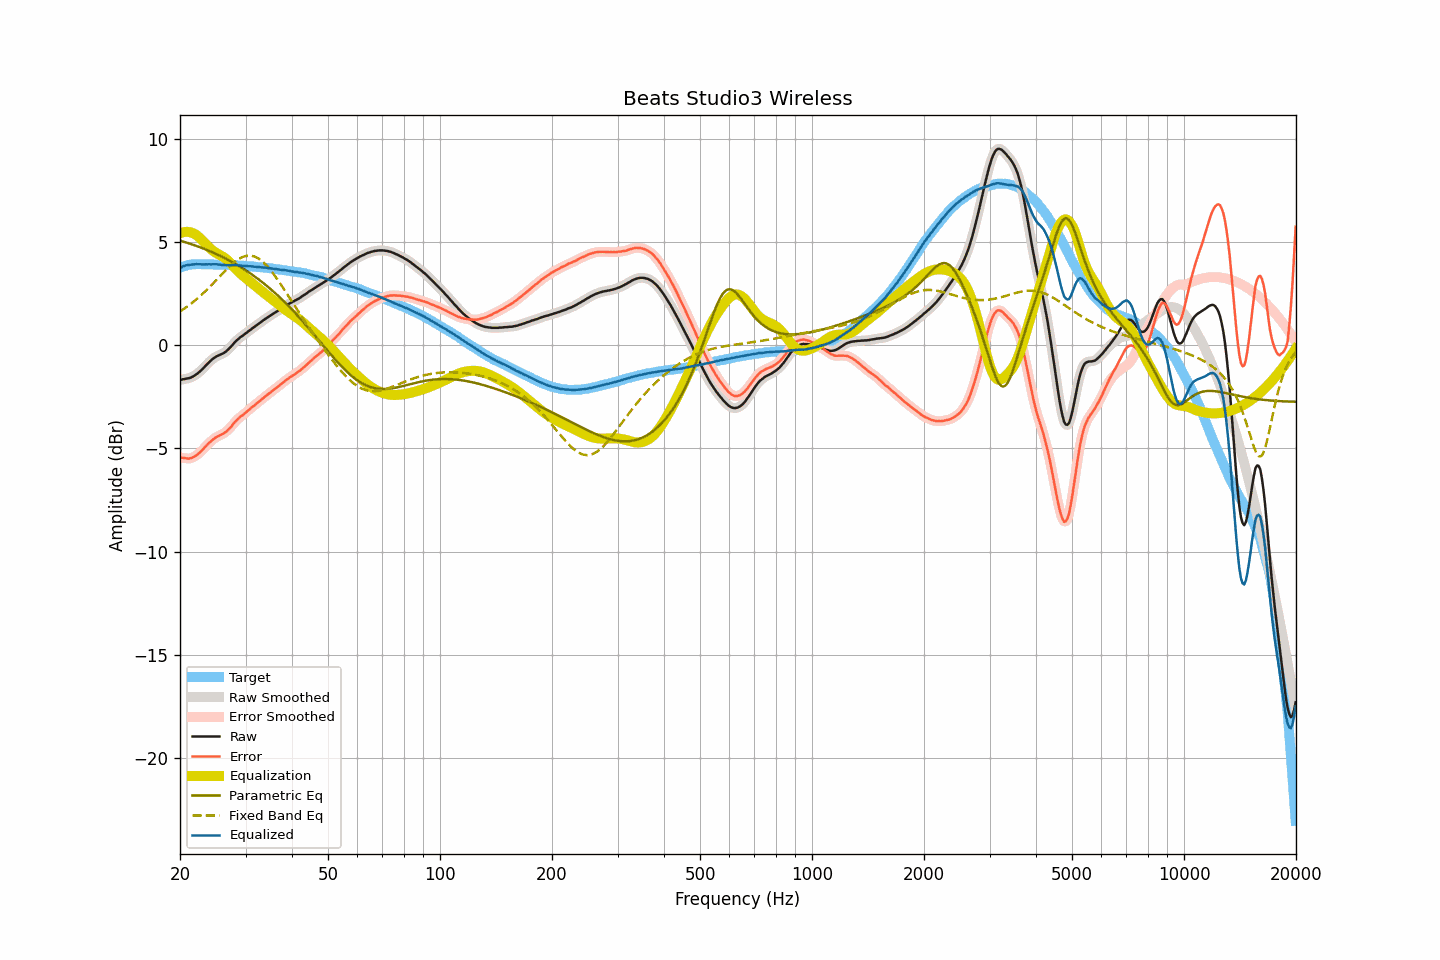 Beats Studio3 Wireless
10
5
0
−5
−10
−15
−20
Amplitude (dBr)
Target
Raw Smoothed
Error Smoothed
Raw
Error
Equalization
Parametric Eq
Fixed Band Eq
Equalized
20 50 100 200 500 1000 2000 5000 10000 20000
Frequency (Hz)